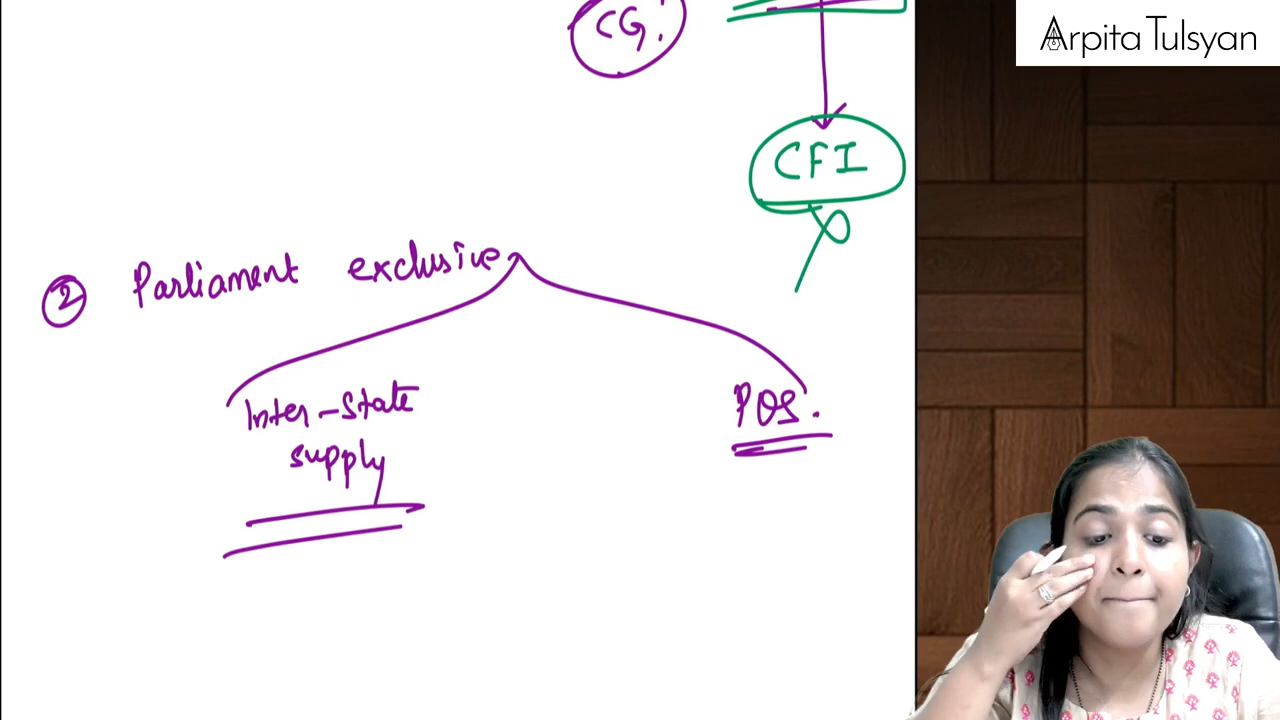 CG!
Arpita Tulsyan
CFI
② Parliament exclusive
Inter-State
supply
POS.